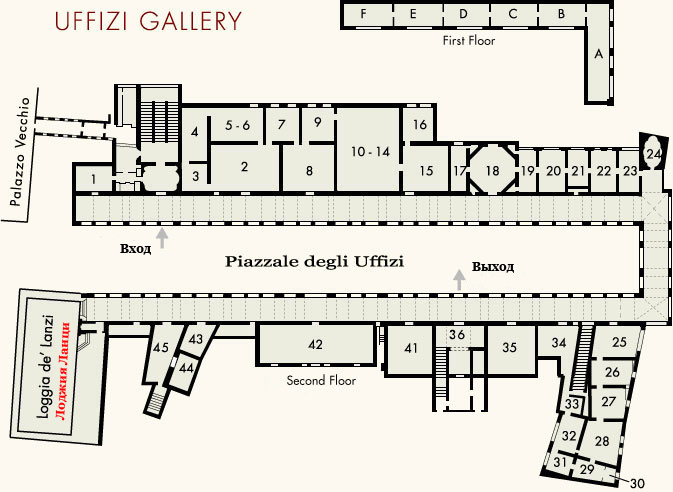 UFFIZI GALLERY
F E D C B
A
First Floor
Palazzo Vecchio
4 5 - 6 7 9 16
10 - 14
1 3 2 8 15 17 18 19 20 21 22 23 24
Вход
Piazzale degli Uffizi
Выход
Loggia de' Lanzi
Лоджия Ланци
45 43 44 42 41 36 35 34 25
Second Floor
26
33 27
32 28
31 29 30